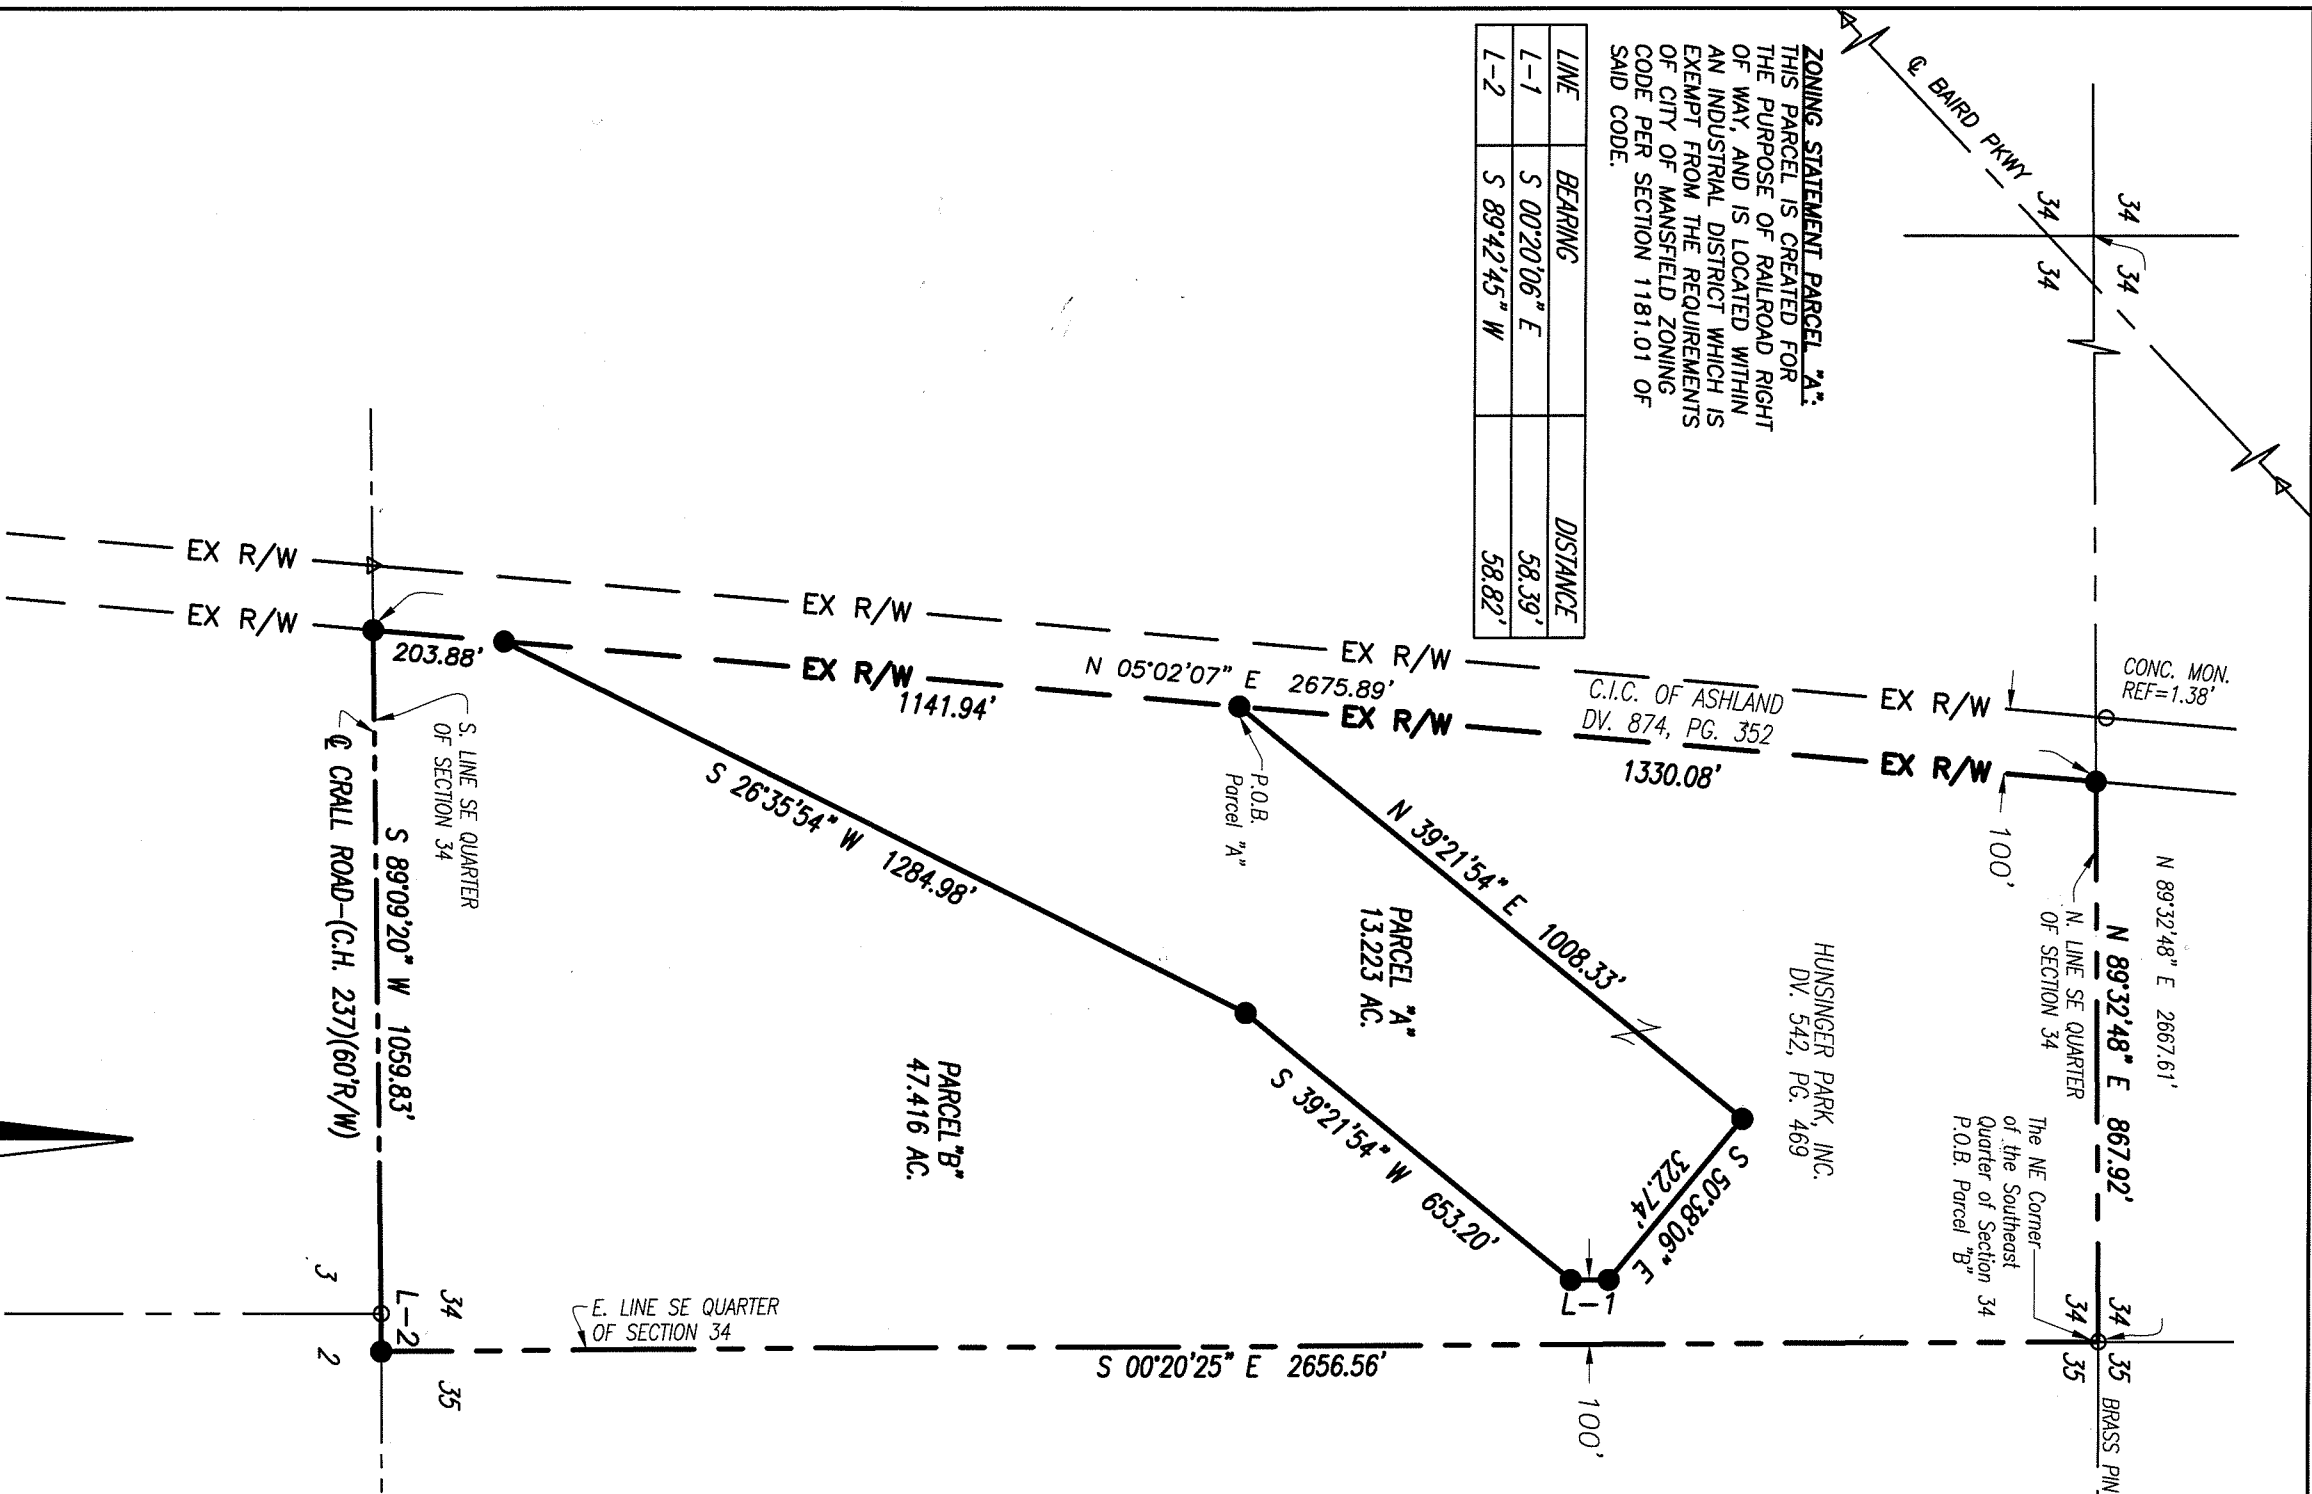 ZONING STATEMENT PARCEL "A":
THIS PARCEL IS CREATED FOR
THE PURPOSE OF RAILROAD RIGHT
OF WAY, AND IS LOCATED WITHIN
AN INDUSTRIAL DISTRICT WHICH IS
EXEMPT FROM THE REQUIREMENTS
OF CITY OF MANSFIELD ZONING
CODE PER SECTION 1181.01 OF
SAID CODE.
LINE BEARING DISTANCE
L-1 S 00°20'06" E 58.39'
L-2 S 89°42'45" W 58.82'
℄ BAIRD PKWY
34
34
34
34
CONC. MON.
REF=1.38'
N 89°32'48" E 2667.61'
N 89°32'48" E 867.92'
N. LINE SE QUARTER
OF SECTION 34
100'
The NE Corner
of the Southeast
Quarter of Section 34
P.O.B. Parcel "B"
34
35
34
35
BRASS PIN
HUNSINGER PARK, INC.
DV. 542, PG. 469
EX R/W
EX R/W
EX R/W
EX R/W
EX R/W
EX R/W
EX R/W
EX R/W
C.I.C. OF ASHLAND
DV. 874, PG. 352
1330.08'
N 05°02'07" E 2675.89'
1141.94'
203.88'
P.O.B.
Parcel "A"
N 39°21'54" E 1008.33'
S 50°38'06" E
322.74'
L-1
PARCEL "A"
13.223 AC.
S 39°21'54" W 653.20'
S 26°35'54" W 1284.98'
PARCEL "B"
47.416 AC.
S 00°20'25" E 2656.56'
100'
E. LINE SE QUARTER
OF SECTION 34
S. LINE SE QUARTER
OF SECTION 34
S 89°09'20" W 1059.83'
℄ CRALL ROAD-(C.H. 237)(60'R/W)
L-2
34
35
3
2